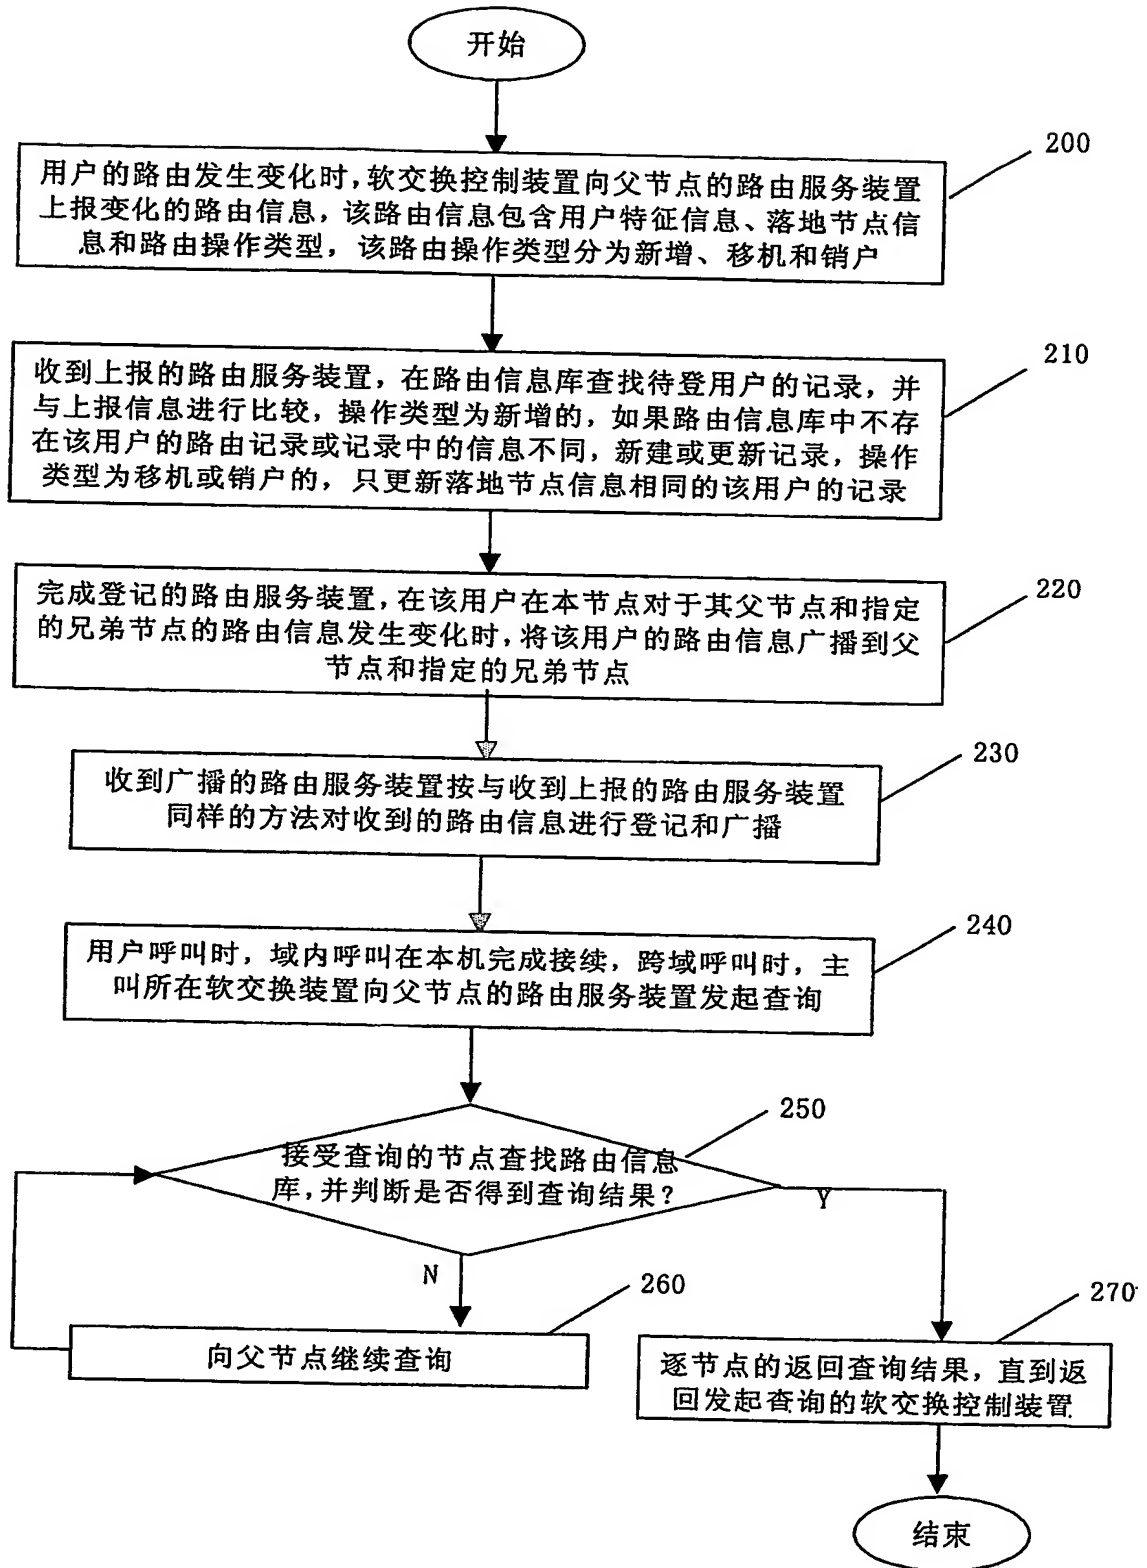 开始
200
用户的路由发生变化时,软交换控制装置向父节点的路由服务装置
上报变化的路由信息，该路由信息包含用户特征信息、落地节点信
息和路由操作类型，该路由操作类型分为新增、移机和销户
210
收到上报的路由服务装置，在路由信息库查找待登用户的记录，并
与上报信息进行比较，操作类型为新增的，如果路由信息库中不存
在该用户的路由记录或记录中的信息不同，新建或更新记录，操作
类型为移机或销户的，只更新落地节点信息相同的该用户的记录
220
完成登记的路由服务装置,在该用户在本节点对于其父节点和指定
的兄弟节点的路由信息发生变化时,将该用户的路由信息广播到父
节点和指定的兄弟节点
230
收到广播的路由服务装置按与收到上报的路由服务装置
同样的方法对收到的路由信息进行登记和广播
240
用户呼叫时，域内呼叫在本机完成接续，跨域呼叫时，主
叫所在软交换装置向父节点的路由服务装置发起查询
250
接受查询的节点查找路由信息
库,并判断是否得到查询结果?
Y
N
260
向父节点继续查询
270
逐节点的返回查询结果，直到返
回发起查询的软交换控制装置
结束